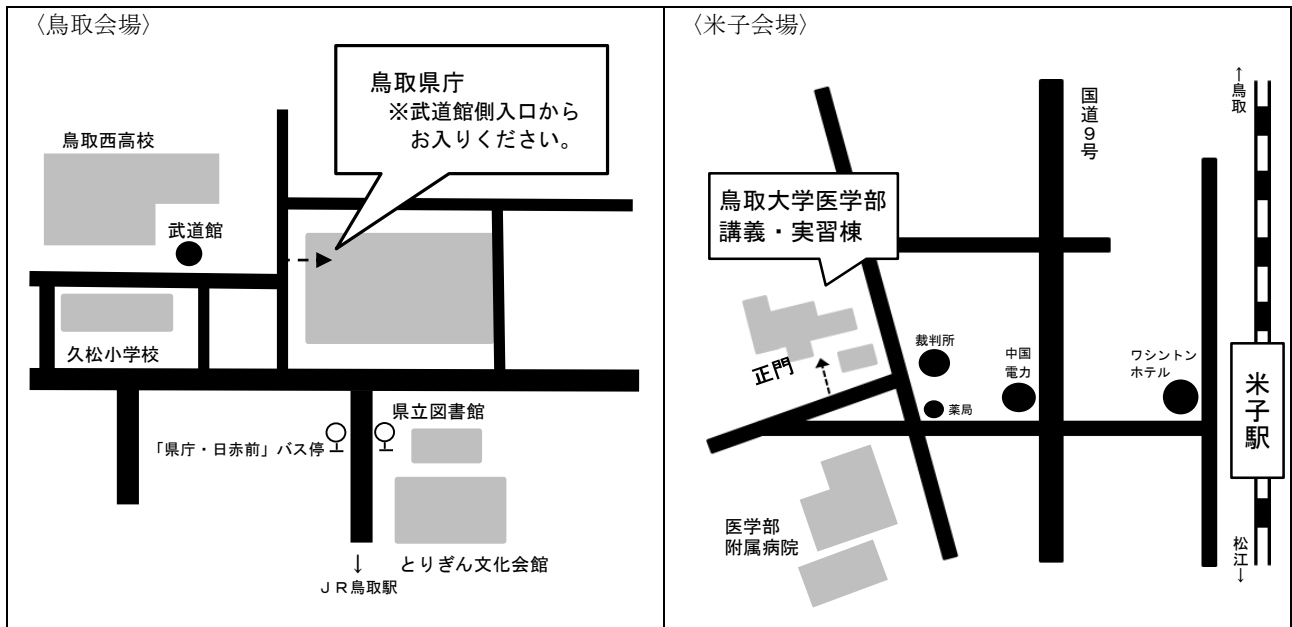 〈鳥取会場〉
鳥取県庁
※武道館側入口から
お入りください。
鳥取西高校
武道館
久松小学校
県立図書館
「県庁・日赤前」バス停
とりぎん文化会館
↓
ＪＲ鳥取駅
〈米子会場〉
←鳥取
国道９号
鳥取大学医学部
講義・実習棟
裁判所
中国
電力
ワシントン
ホテル
正門
薬局
米子駅
医学部
附属病院
松江→